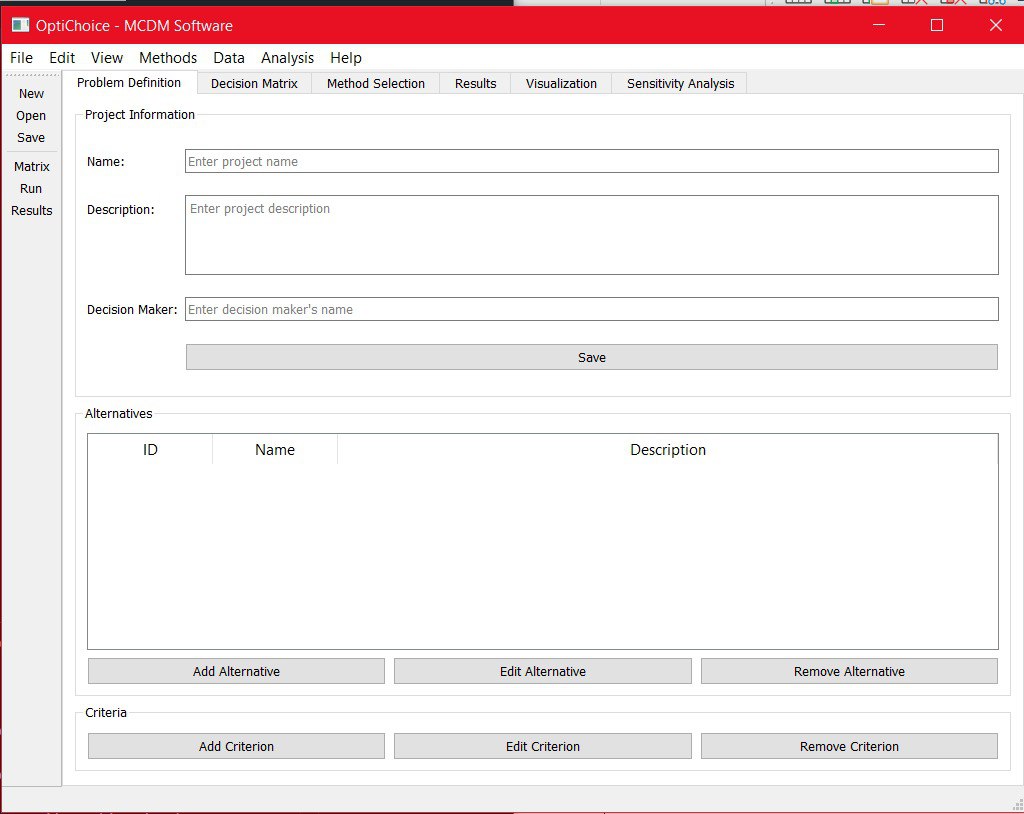 OptiChoice - MCDM Software
File Edit View Methods Data Analysis Help
New
Open
Save
Matrix
Run
Results
Problem Definition Decision Matrix Method Selection Results Visualization Sensitivity Analysis
Project Information
Name: Enter project name
Description: Enter project description
Decision Maker: Enter decision maker's name
Save
Alternatives
ID Name Description
Add Alternative Edit Alternative Remove Alternative
Criteria
Add Criterion Edit Criterion Remove Criterion